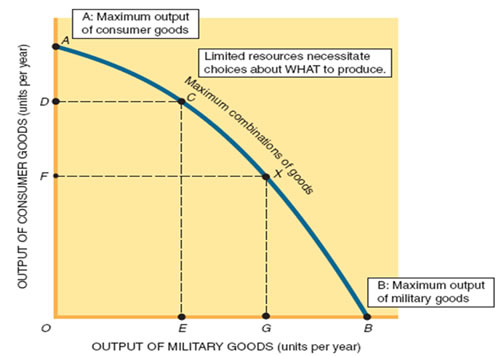 A: Maximum output
of consumer goods
A
Limited resources necessitate
choices about WHAT to produce.
Maximum combinations of goods
D
C
F
X
B: Maximum output
of military goods
O
E
G
B
OUTPUT OF CONSUMER GOODS (units per year)
OUTPUT OF MILITARY GOODS (units per year)